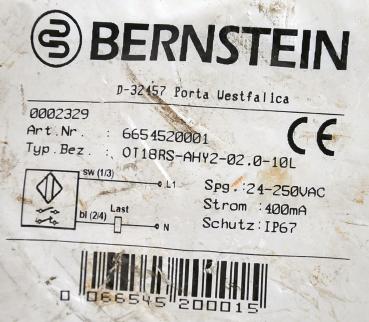 BERNSTEIN
D-32457 Porta Westfalica
0002329
Art.Nr. : 6654520001
Typ.Bez. : OT18RS-AHY2-02.0-10L
CE
sw (1/3) L1
Spg.:24-250VAC
Strom :400mA
bl (2/4) Last N
Schutz:IP67
0 066545 200015